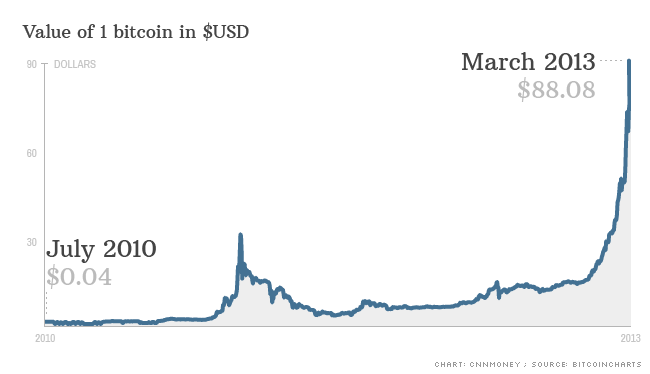 Value of 1 bitcoin in $USD
90 DOLLARS
March 2013
$88.08
60
30
July 2010
$0.04
2010 2013
CHART: CNNMONEY ; SOURCE: BITCOINCHARTS